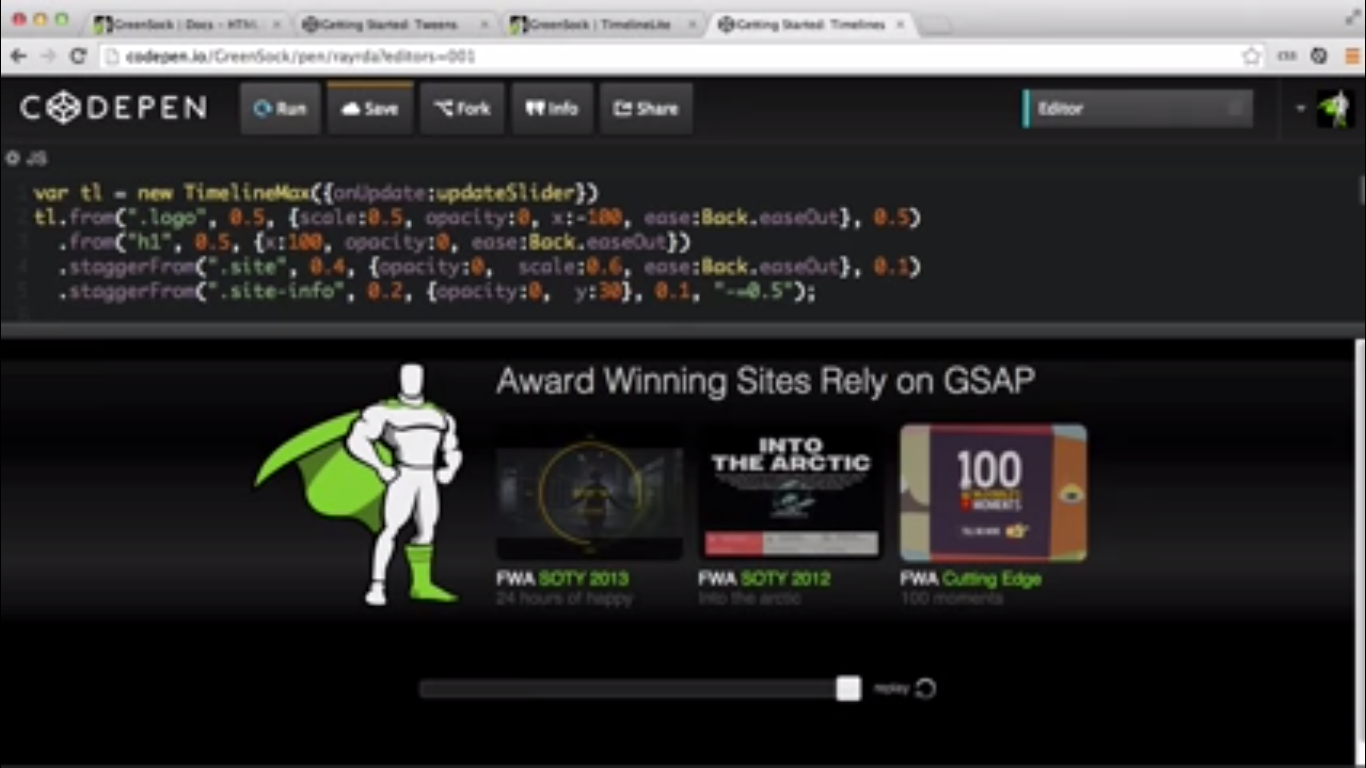 GreenSock | Docs - HTML
Getting Started: Tweens
GreenSock | TimelineLite
Getting Started: Timelines
codepen.io/GreenSock/pen/rayrda?editors=001
CSS
CODEPEN
Run
Save
Fork
Info
Share
Editor
JS
var tl = new TimelineMax({onUpdate:updateSlider})
tl.from(".logo", 0.5, {scale:0.5, opacity:0, x:-100, ease:Back.easeOut}, 0.5)
.from("h1", 0.5, {x:100, opacity:0, ease:Back.easeOut})
.staggerFrom(".site", 0.4, {opacity:0, scale:0.6, ease:Back.easeOut}, 0.1)
.staggerFrom(".site-info", 0.2, {opacity:0, y:30}, 0.1, "-=0.5");
Award Winning Sites Rely on GSAP
INTO
THE ARCTIC
100
MOMENTS
FWA SOTY 2013
24 hours of happy
FWA SOTY 2012
Into the arctic
FWA Cutting Edge
100 moments
replay